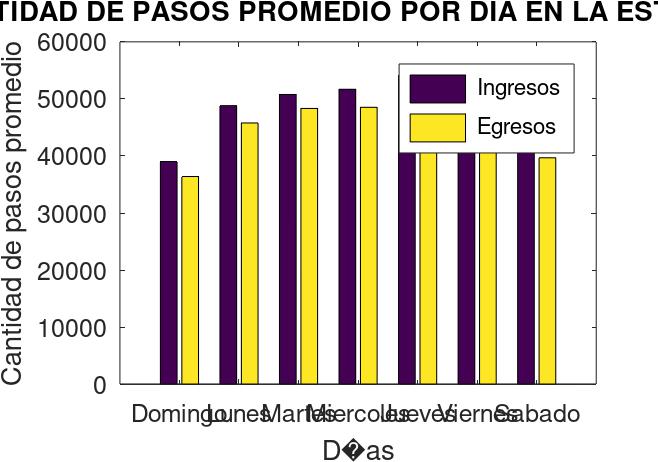 TIDAD DE PASOS PROMEDIO POR DIA EN LA EST
Cantidad de pasos promedio
60000
50000
40000
30000
20000
10000
0
Ingresos
Egresos
Domingo Lunes Martes Miercoles Jueves Viernes Sabado
D�as